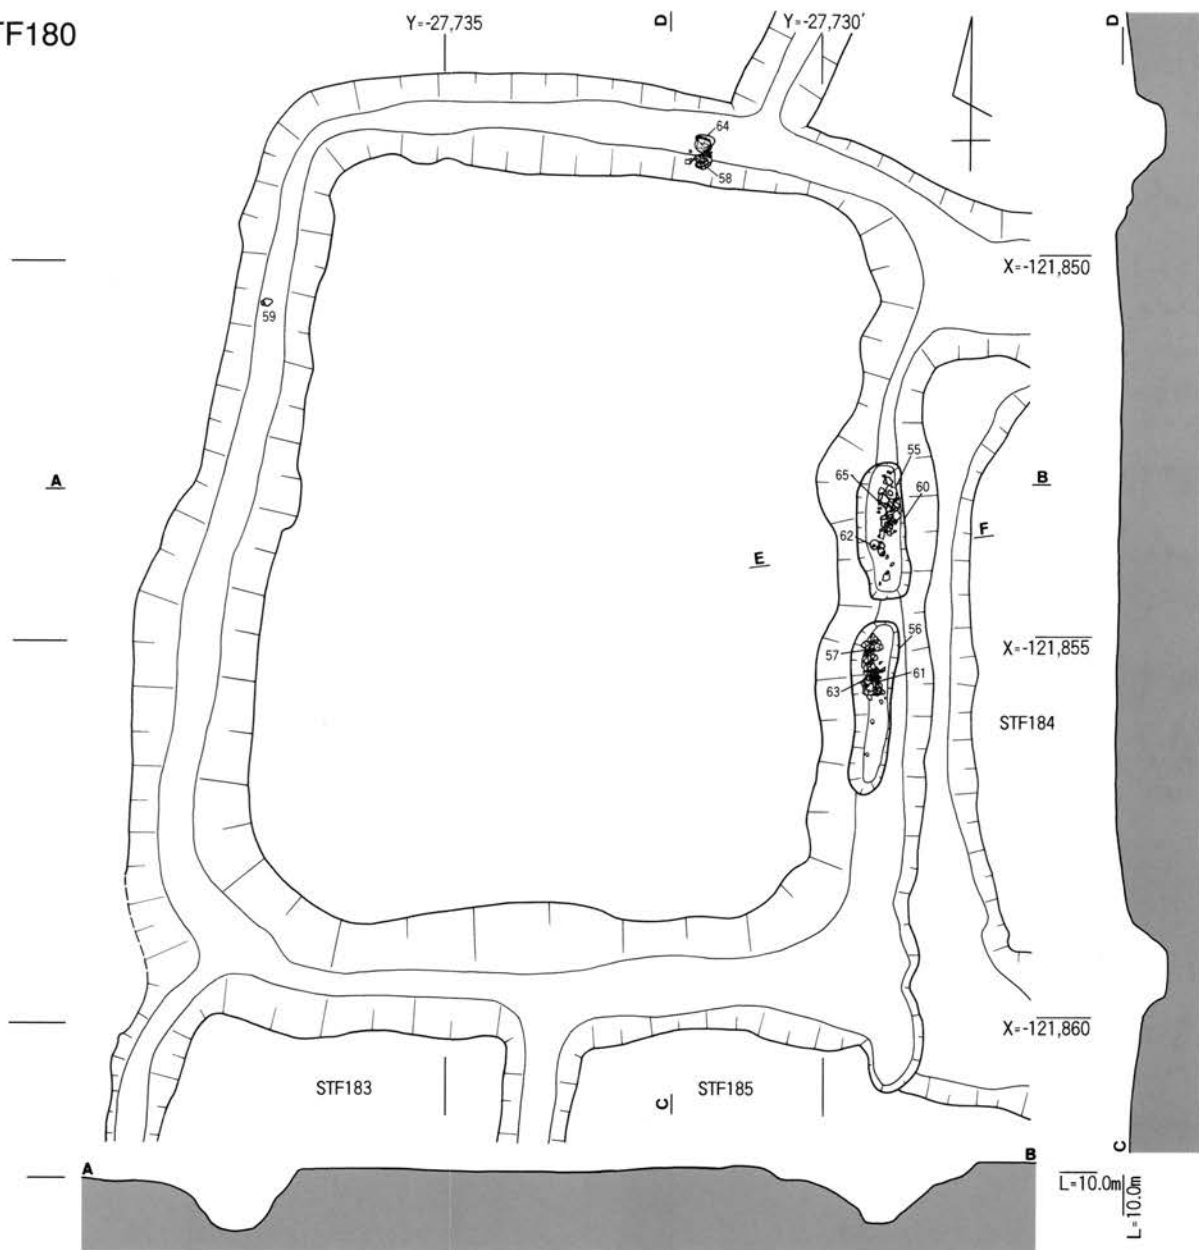 TF180
Y=-27,735
D
Y=-27,730'
D
64
58
X=-121,850
59
55
A
65
60
B
62
F
E
56
X=-121,855
57
61
63
STF184
X=-121,860
STF183
C
STF185
C
A
B
L=10.0m
L=10.0m